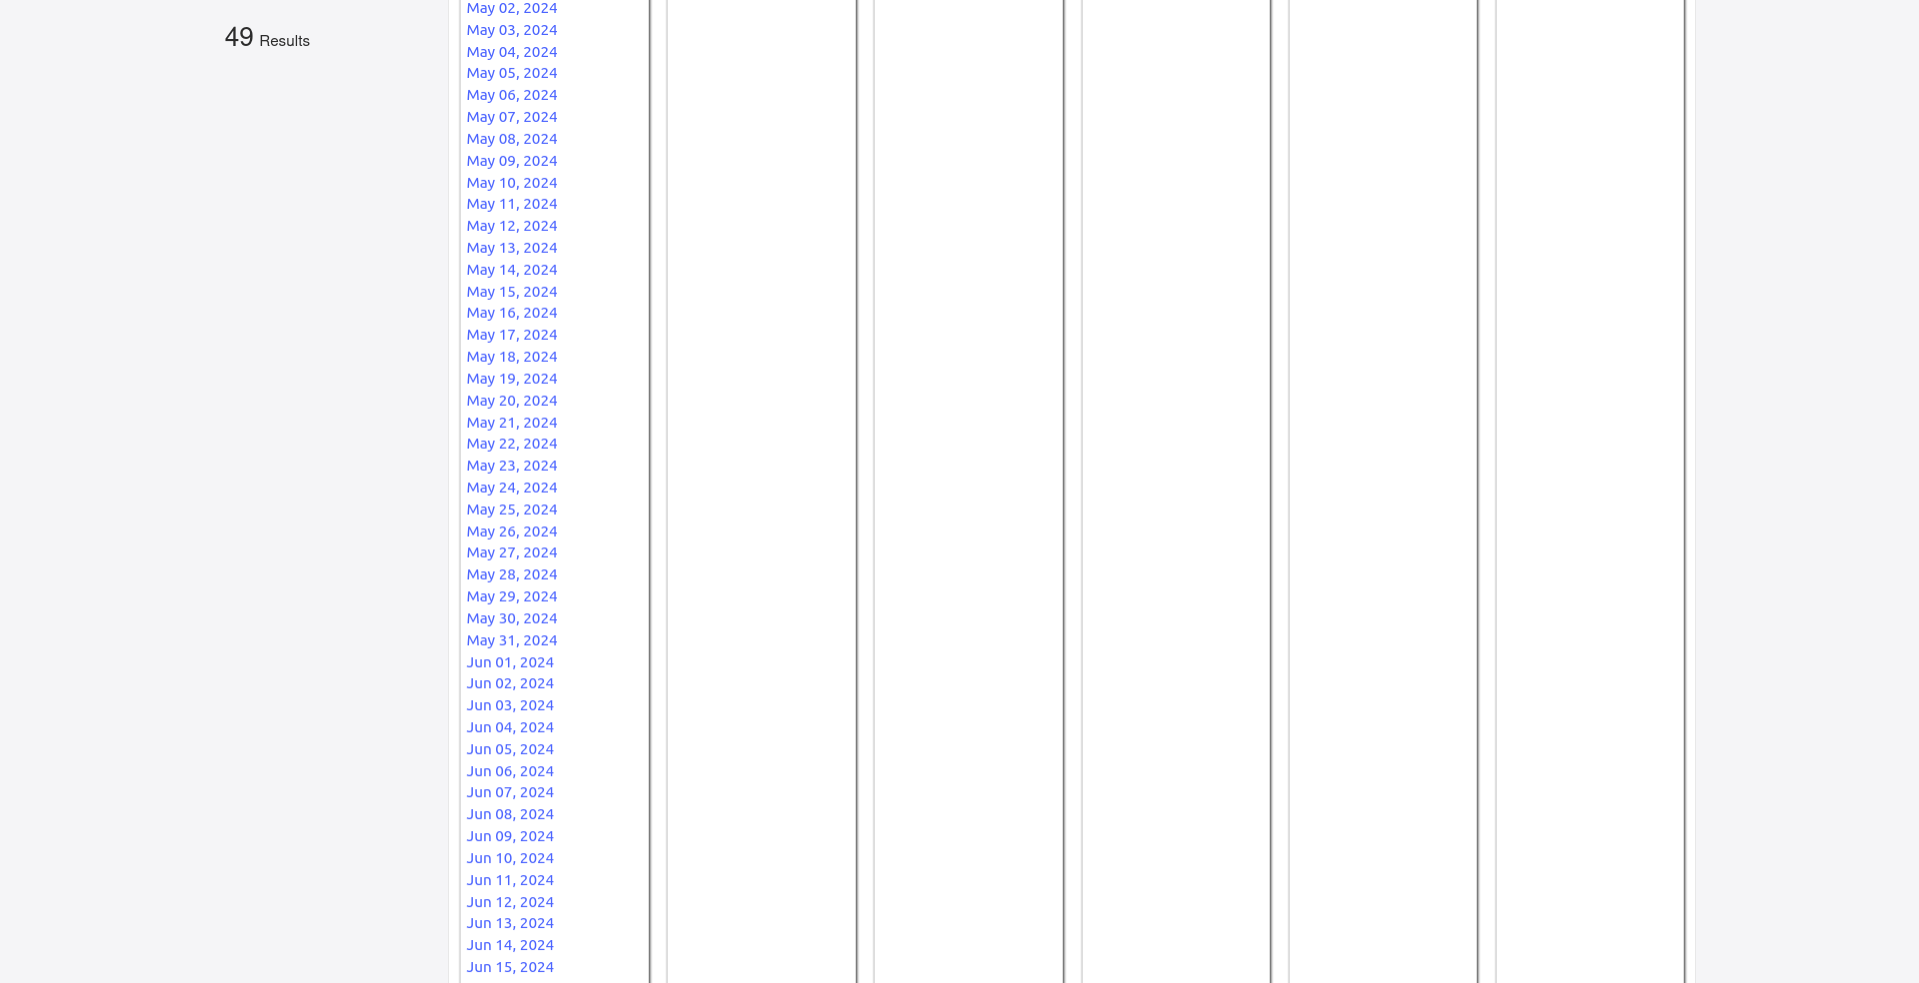 49 Results
May 02, 2024
May 03, 2024
May 04, 2024
May 05, 2024
May 06, 2024
May 07, 2024
May 08, 2024
May 09, 2024
May 10, 2024
May 11, 2024
May 12, 2024
May 13, 2024
May 14, 2024
May 15, 2024
May 16, 2024
May 17, 2024
May 18, 2024
May 19, 2024
May 20, 2024
May 21, 2024
May 22, 2024
May 23, 2024
May 24, 2024
May 25, 2024
May 26, 2024
May 27, 2024
May 28, 2024
May 29, 2024
May 30, 2024
May 31, 2024
Jun 01, 2024
Jun 02, 2024
Jun 03, 2024
Jun 04, 2024
Jun 05, 2024
Jun 06, 2024
Jun 07, 2024
Jun 08, 2024
Jun 09, 2024
Jun 10, 2024
Jun 11, 2024
Jun 12, 2024
Jun 13, 2024
Jun 14, 2024
Jun 15, 2024